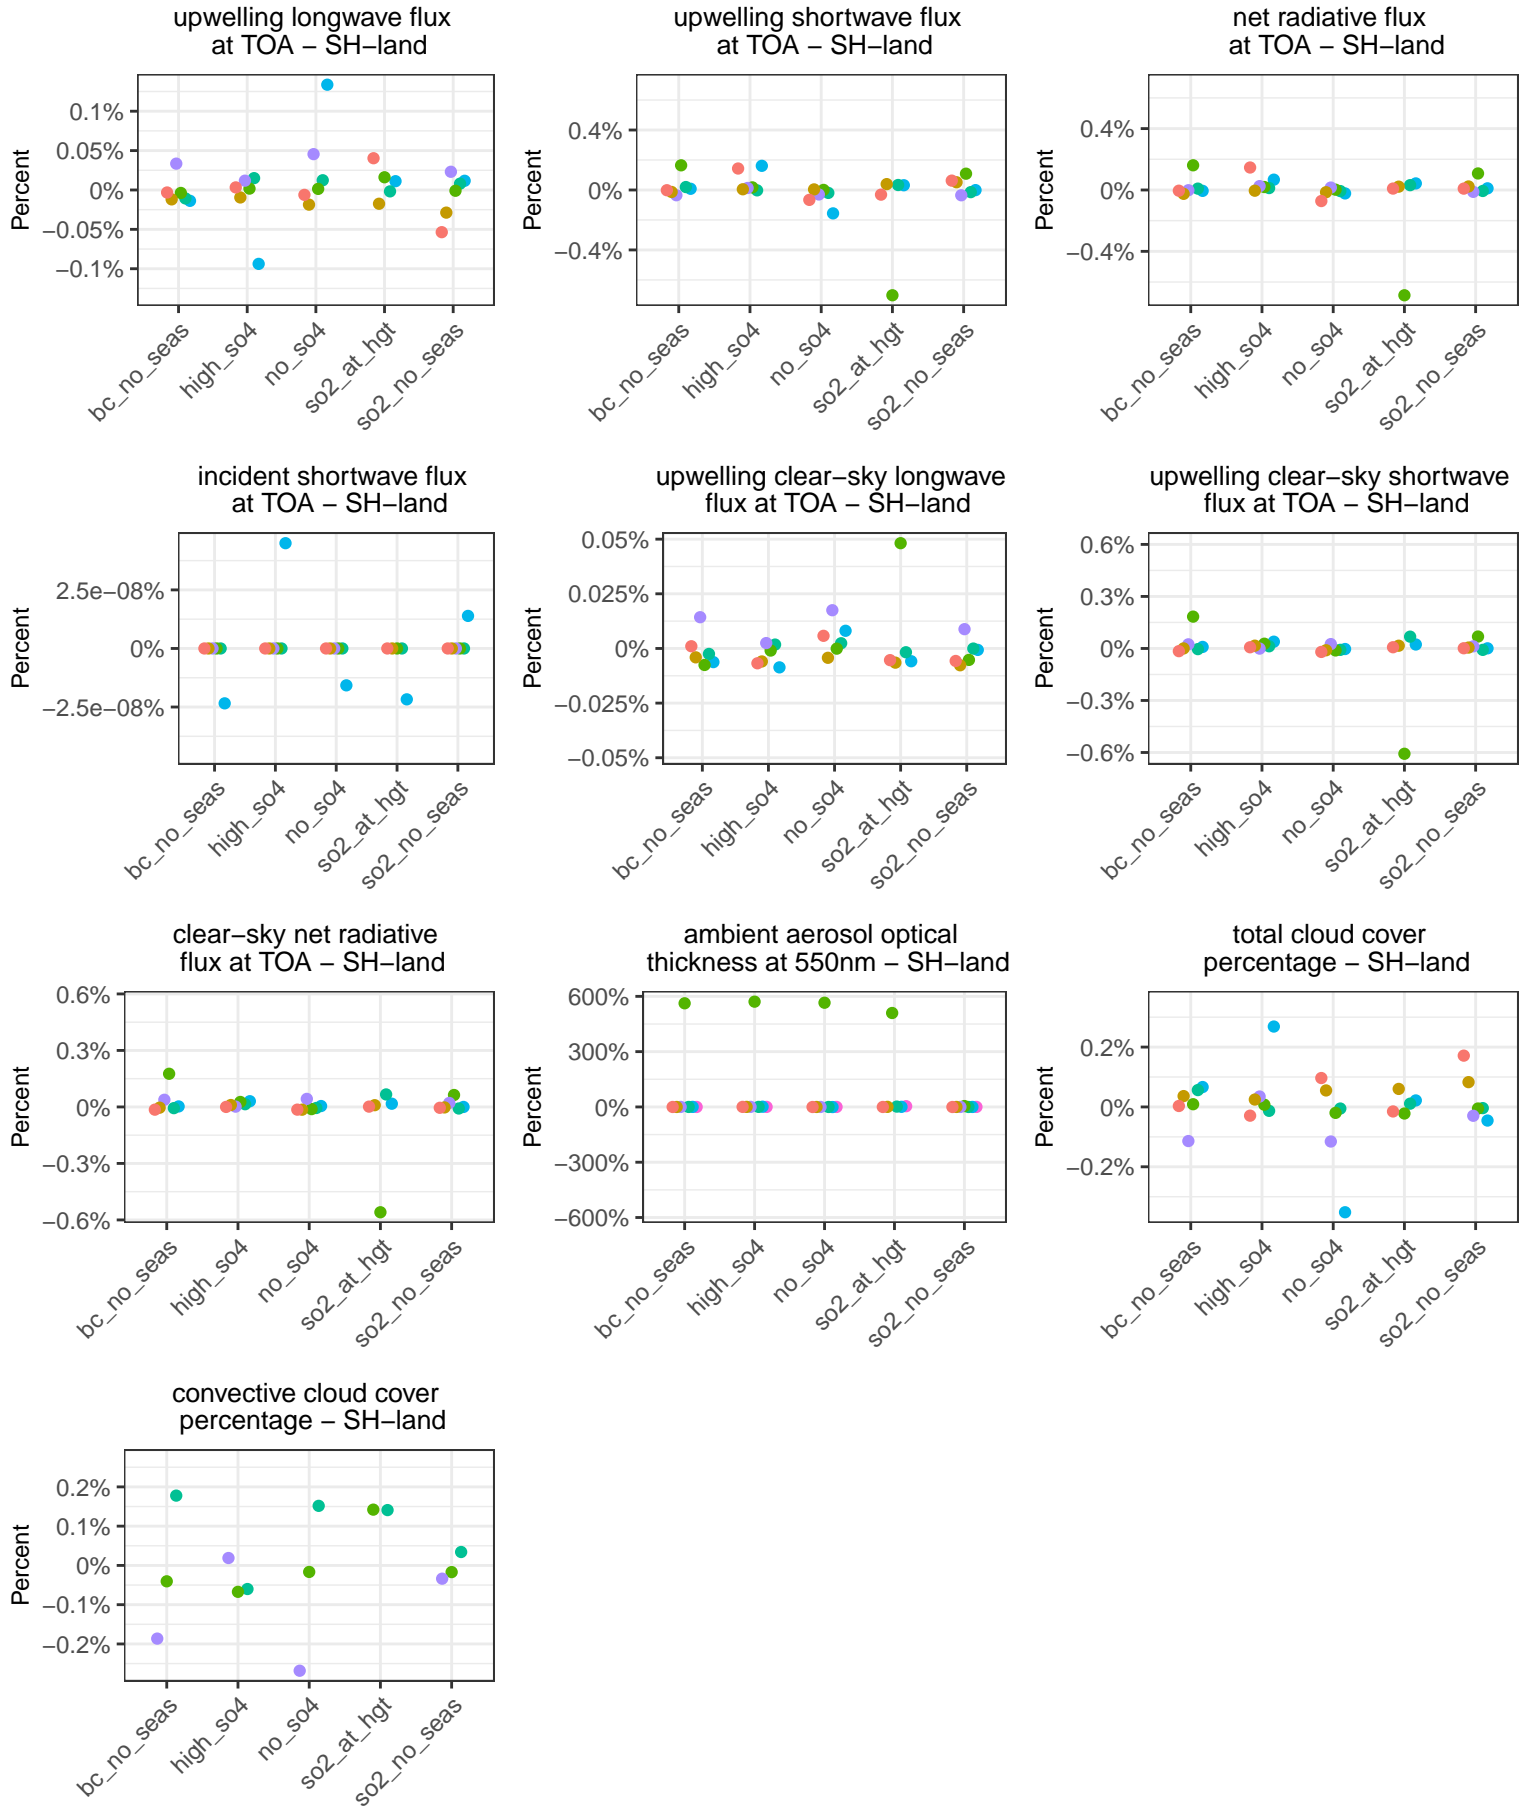 upwelling longwave flux
at TOA − SH−land
Percent
0.1%
0.05%
0%
−0.05%
−0.1%
bc_no_seas
high_so4
no_so4
so2_at_hgt
so2_no_seas
upwelling shortwave flux
at TOA − SH−land
Percent
0.4%
0%
−0.4%
bc_no_seas
high_so4
no_so4
so2_at_hgt
so2_no_seas
net radiative flux
at TOA − SH−land
Percent
0.4%
0%
−0.4%
bc_no_seas
high_so4
no_so4
so2_at_hgt
so2_no_seas
incident shortwave flux
at TOA − SH−land
Percent
2.5e−08%
0%
−2.5e−08%
bc_no_seas
high_so4
no_so4
so2_at_hgt
so2_no_seas
upwelling clear−sky longwave
flux at TOA − SH−land
Percent
0.05%
0.025%
0%
−0.025%
−0.05%
bc_no_seas
high_so4
no_so4
so2_at_hgt
so2_no_seas
upwelling clear−sky shortwave
flux at TOA − SH−land
Percent
0.6%
0.3%
0%
−0.3%
−0.6%
bc_no_seas
high_so4
no_so4
so2_at_hgt
so2_no_seas
clear−sky net radiative
flux at TOA − SH−land
Percent
0.6%
0.3%
0%
−0.3%
−0.6%
bc_no_seas
high_so4
no_so4
so2_at_hgt
so2_no_seas
ambient aerosol optical
thickness at 550nm − SH−land
Percent
600%
300%
0%
−300%
−600%
bc_no_seas
high_so4
no_so4
so2_at_hgt
so2_no_seas
total cloud cover
percentage − SH−land
Percent
0.2%
0%
−0.2%
bc_no_seas
high_so4
no_so4
so2_at_hgt
so2_no_seas
convective cloud cover
percentage − SH−land
Percent
0.2%
0.1%
0%
−0.1%
−0.2%
bc_no_seas
high_so4
no_so4
so2_at_hgt
so2_no_seas